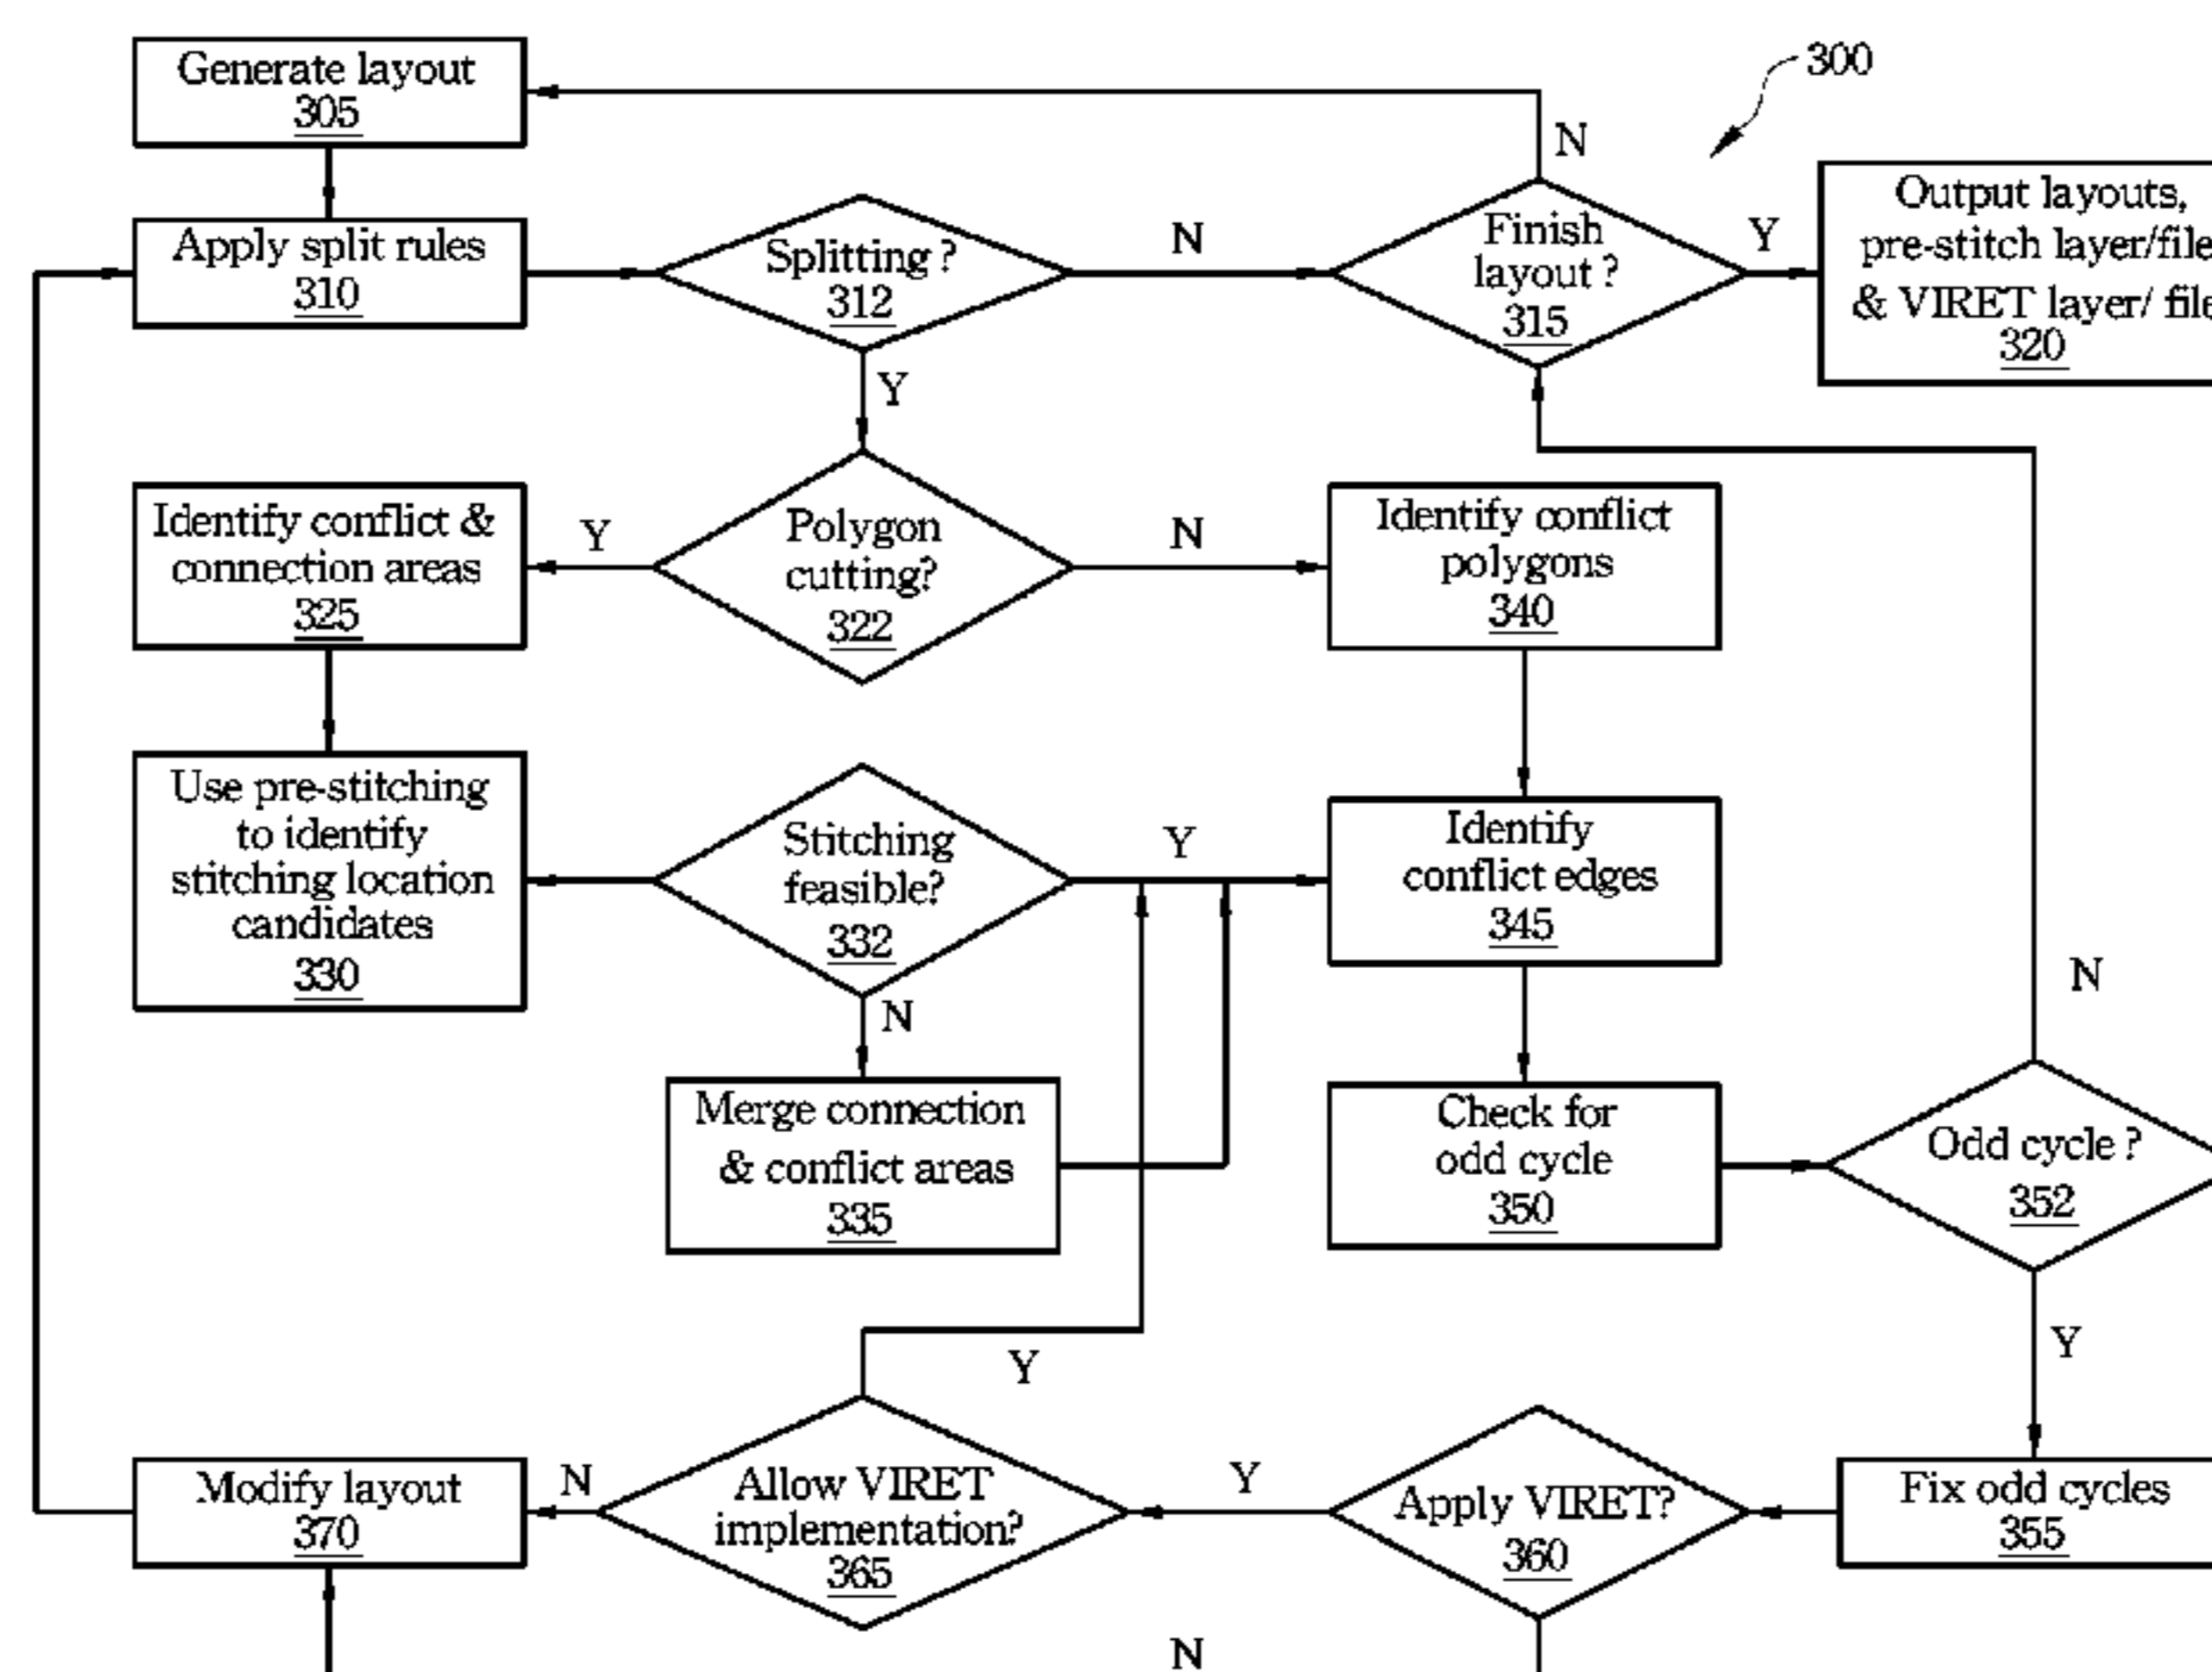 Generate layout
305
300
N
Apply split rules
310
Splitting ?
312
N
Finish
layout ?
315
Y
Output layouts,
pre-stitch layer/file
& VIRET layer/ file
320
Y
Identify conflict &
connection areas
325
Y
Polygon
cutting?
322
N
Identify conflict
polygons
340
Use pre-stitching
to identify
stitching location
candidates
330
Stitching
feasible?
332
Y
Identify
conflict edges
345
N
N
Merge connection
& conflict areas
335
Check for
odd cycle
350
Odd cycle ?
352
Y
Y
Modify layout
370
N
Allow VIRET
implementation?
365
Y
Apply VIRET?
360
Fix odd cycles
355
N